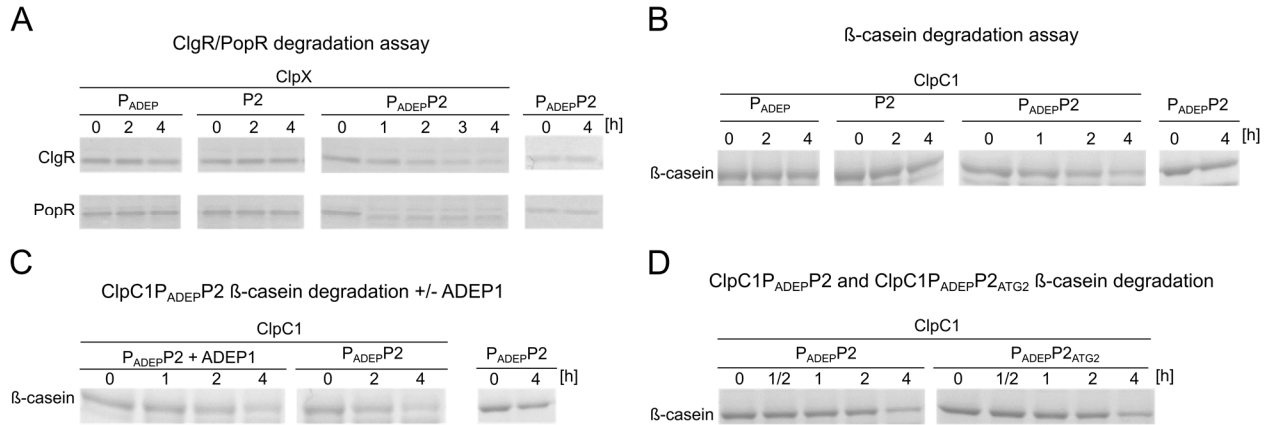 A
ClgR/PopR degradation assay
ClpX
PADEP P2 PADEPP2 PADEPP2
0 2 4 0 2 4 0 1 2 3 4 0 4 [h]
ClgR
PopR
B
ß-casein degradation assay
ClpC1
PADEP P2 PADEPP2 PADEPP2
0 2 4 0 2 4 0 1 2 4 0 4 [h]
ß-casein
C
ClpC1PADEPP2 ß-casein degradation +/- ADEP1
ClpC1
PADEPP2 + ADEP1 PADEPP2 PADEPP2
0 1 2 4 0 2 4 0 4 [h]
ß-casein
D
ClpC1PADEPP2 and ClpC1PADEPP2ATG2 ß-casein degradation
ClpC1
PADEPP2 PADEPP2ATG2
0 1/2 1 2 4 0 1/2 1 2 4 [h]
ß-casein